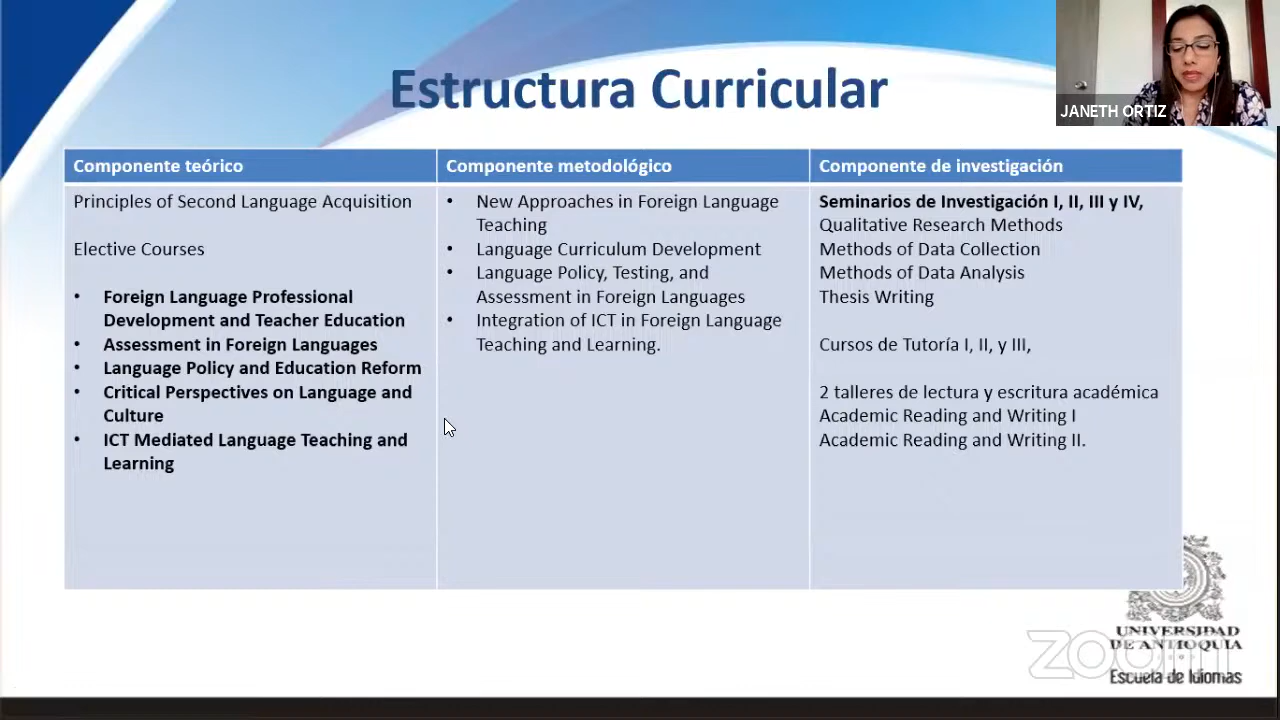 Estructura Curricular
JANETH ORTIZ
Componente teórico
Principles of Second Language Acquisition
Elective Courses
• Foreign Language Professional
Development and Teacher Education
• Assessment in Foreign Languages
• Language Policy and Education Reform
• Critical Perspectives on Language and
Culture
• ICT Mediated Language Teaching and
Learning
Componente metodológico
• New Approaches in Foreign Language
Teaching
• Language Curriculum Development
• Language Policy, Testing, and
Assessment in Foreign Languages
• Integration of ICT in Foreign Language
Teaching and Learning.
Componente de investigación
Seminarios de Investigación I, II, III y IV,
Qualitative Research Methods
Methods of Data Collection
Methods of Data Analysis
Thesis Writing
Cursos de Tutoría I, II, y III,
2 talleres de lectura y escritura académica
Academic Reading and Writing I
Academic Reading and Writing II.
UNIVERSIDAD
DE ANTIOQUIA
Escuela de Idiomas
zoom